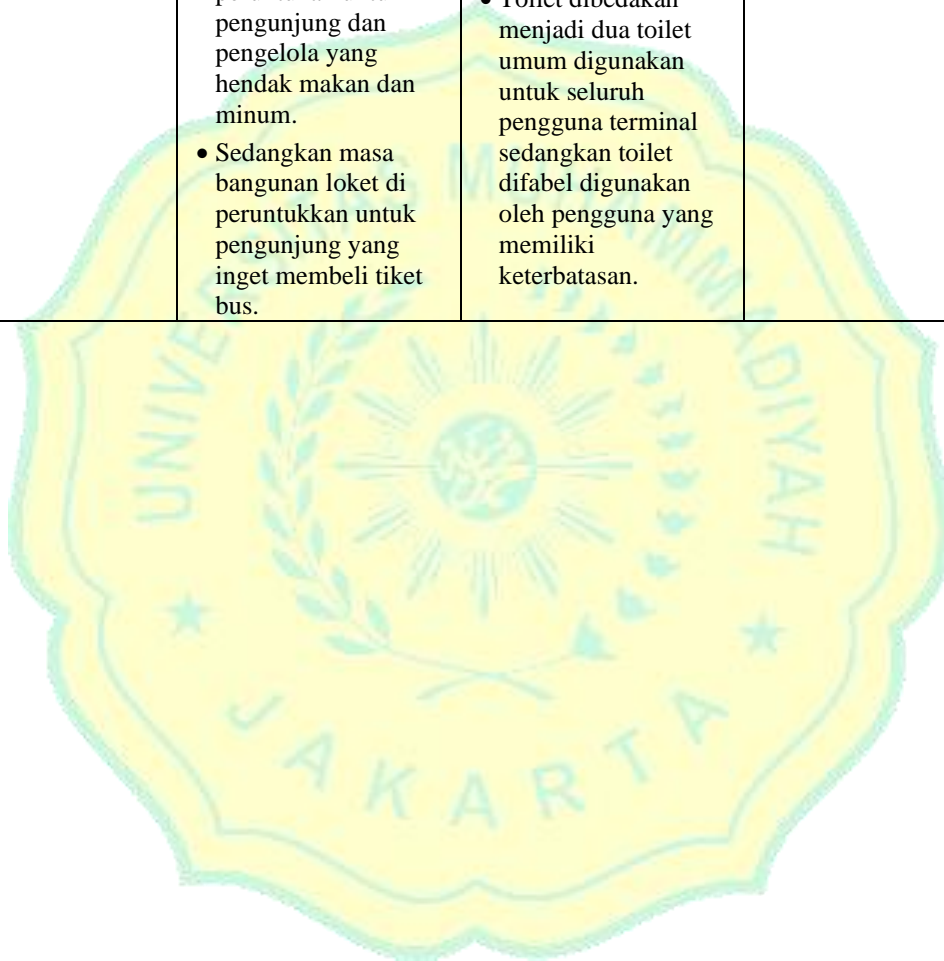 pengunjung dan
pengelola yang
hendak makan dan
minum.
• Sedangkan masa
bangunan loket di
peruntukkan untuk
pengunjung yang
inget membeli tiket
bus.
• Toilet dibedakan
menjadi dua toilet
umum digunakan
untuk seluruh
pengguna terminal
sedangkan toilet
difabel digunakan
oleh pengguna yang
memiliki
keterbatasan.
UNIVERSITAS MUHAMMADIYAH
JAKARTA